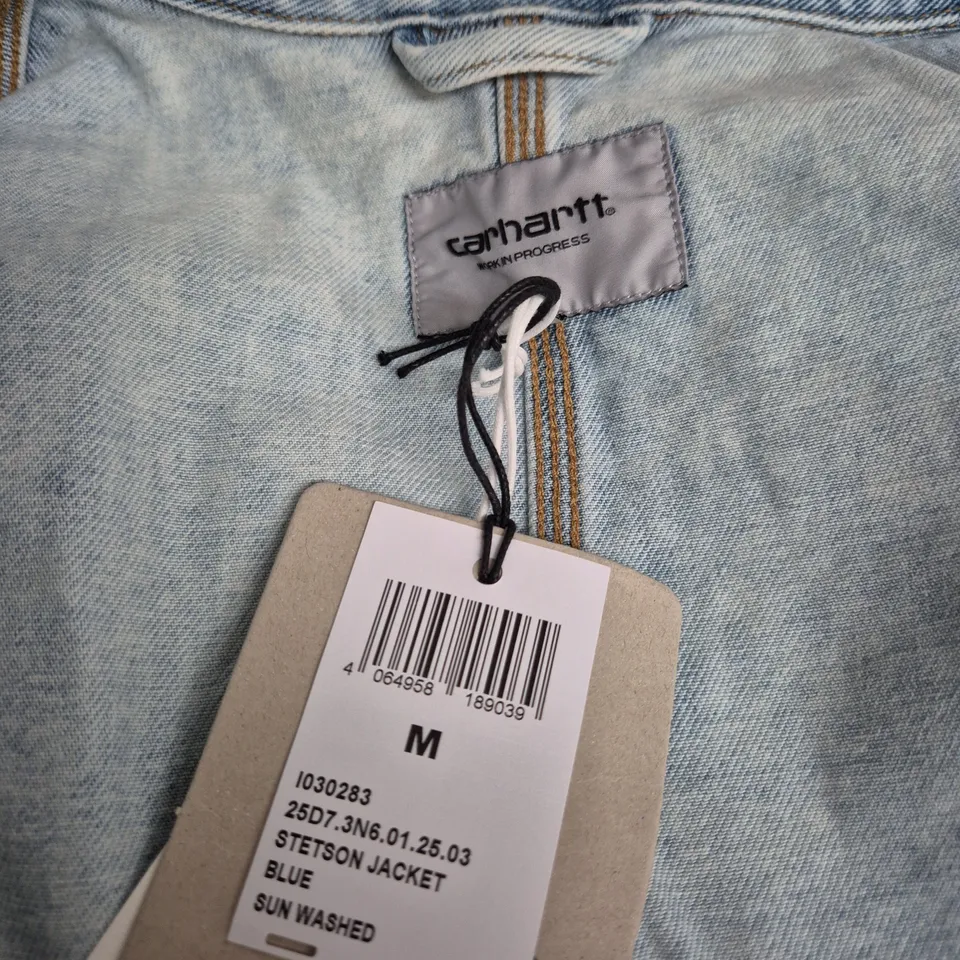 carhartt®
WORK IN PROGRESS
4 064958 189039
M
I030283
25D7.3N6.01.25.03
STETSON JACKET
BLUE
SUN WASHED